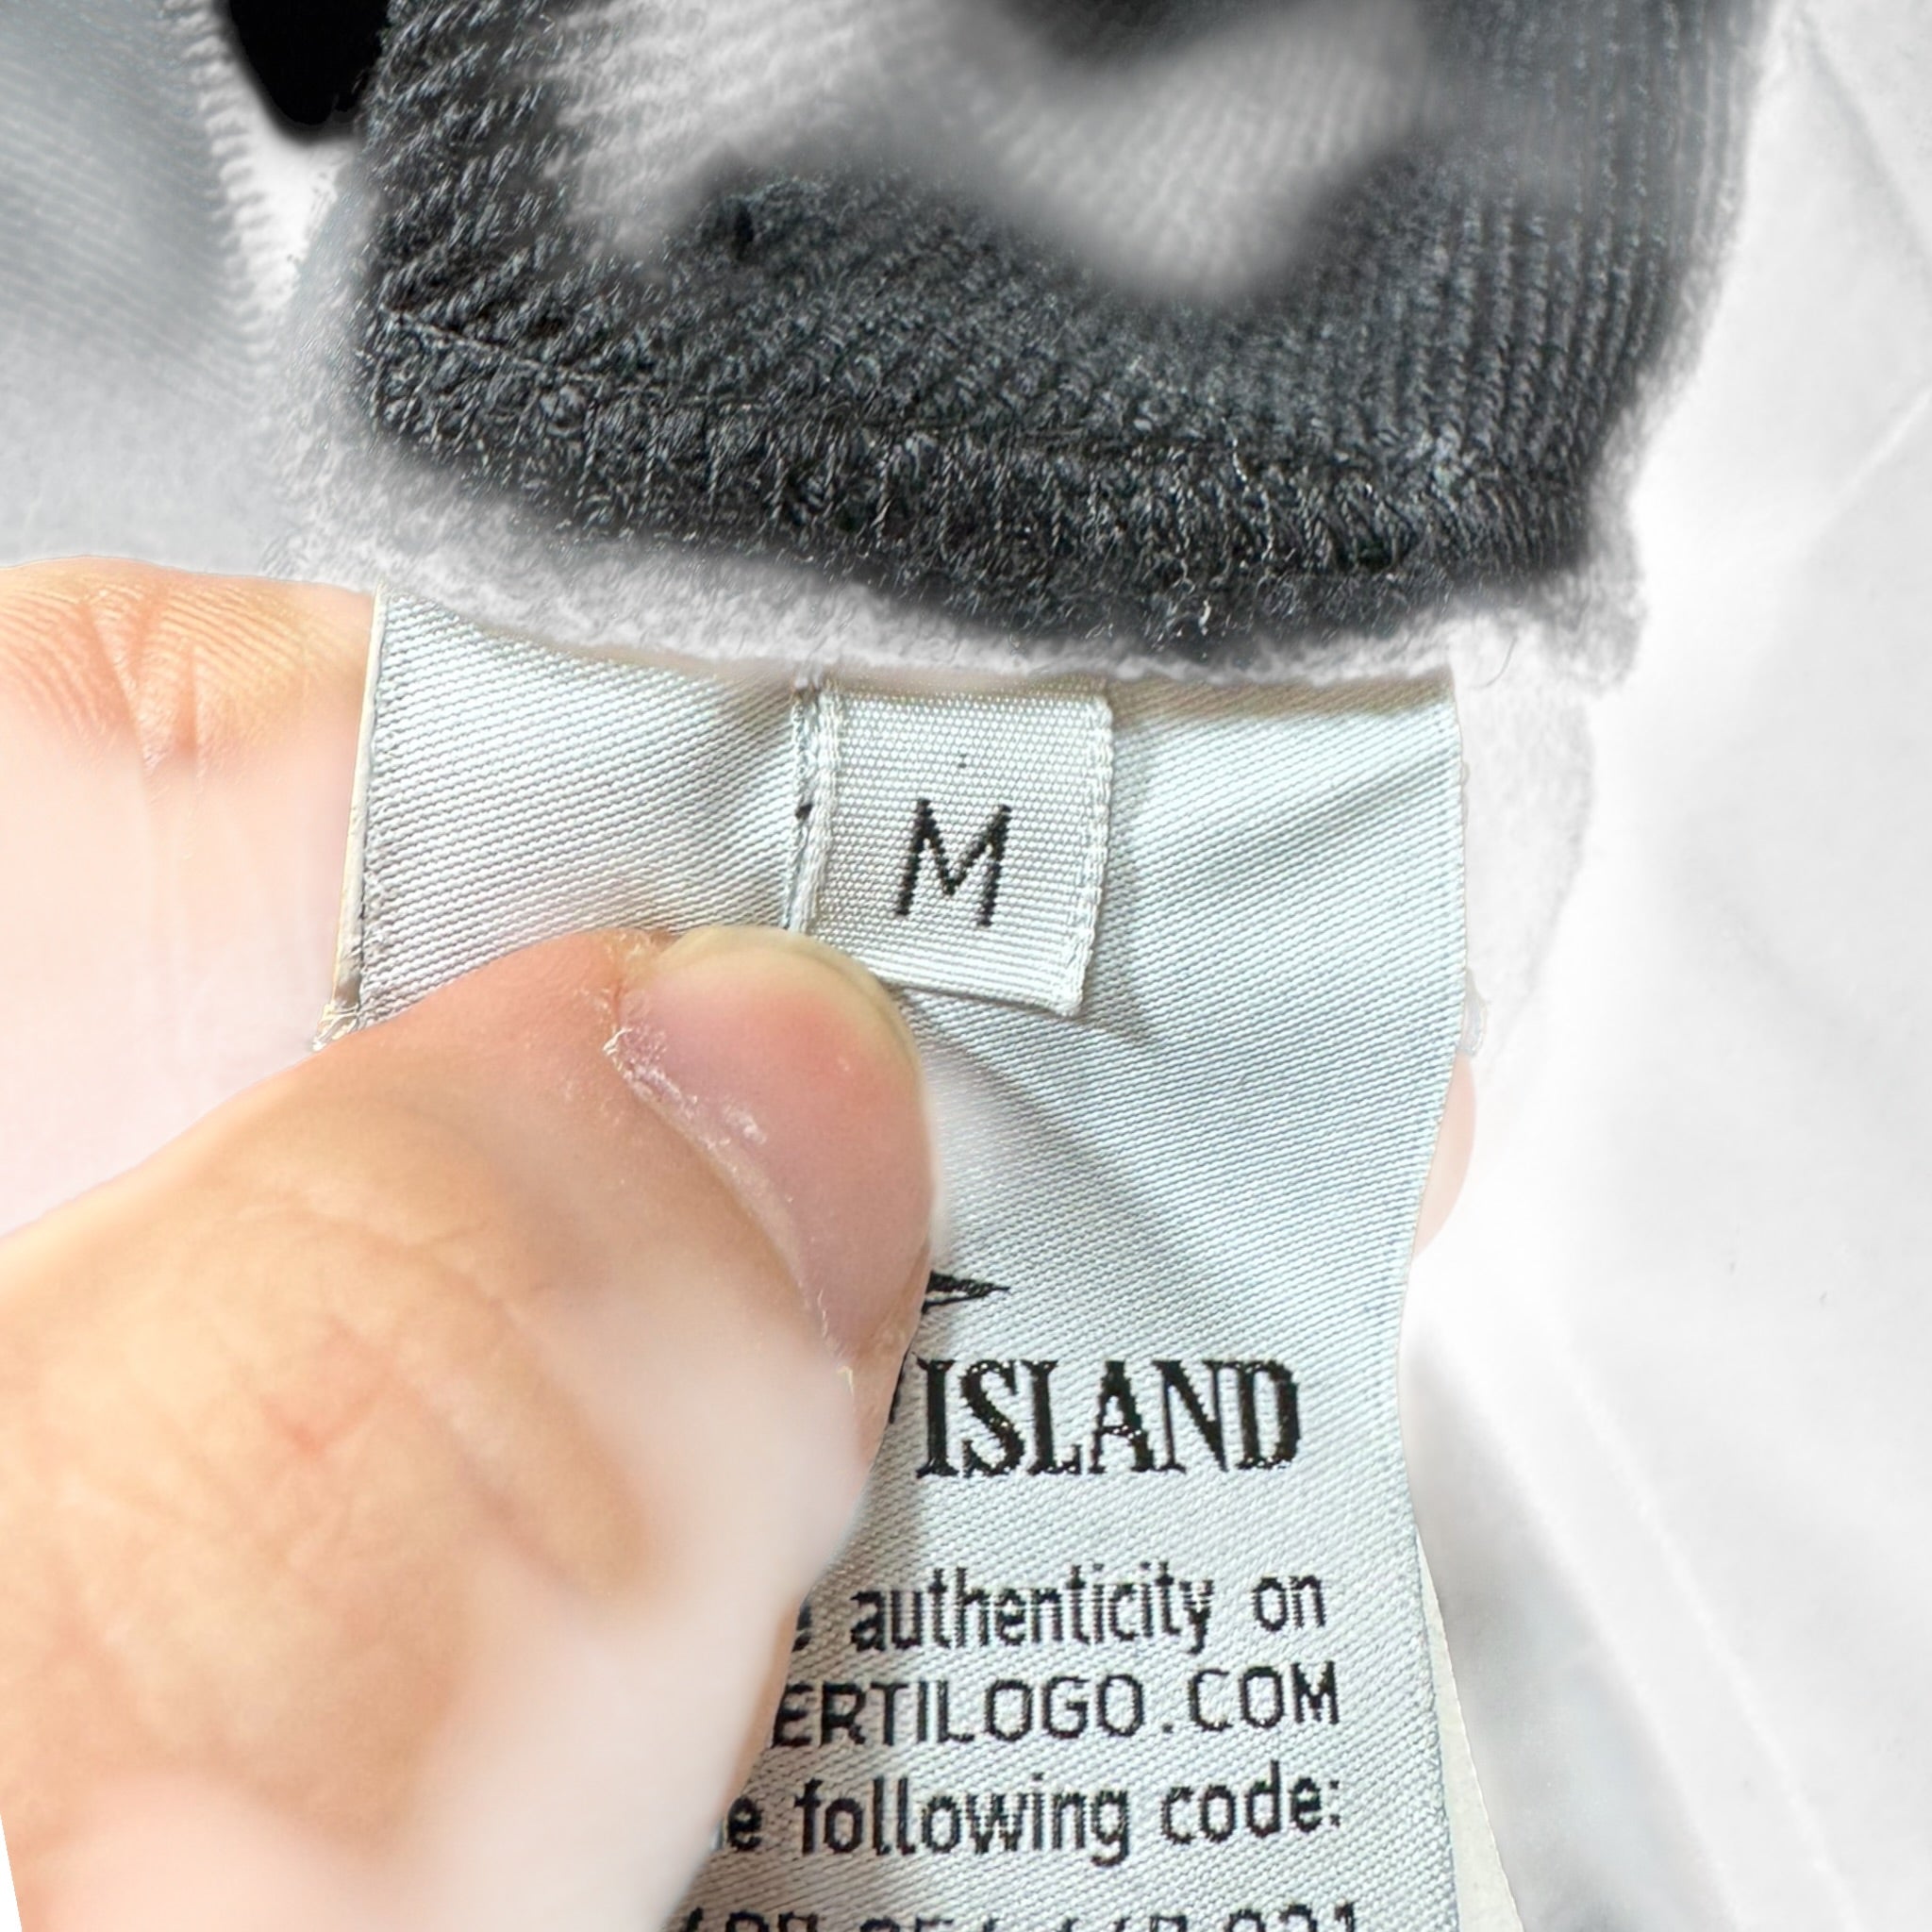 M
ISLAND
authenticity on
ERTILOGO.COM
following code: